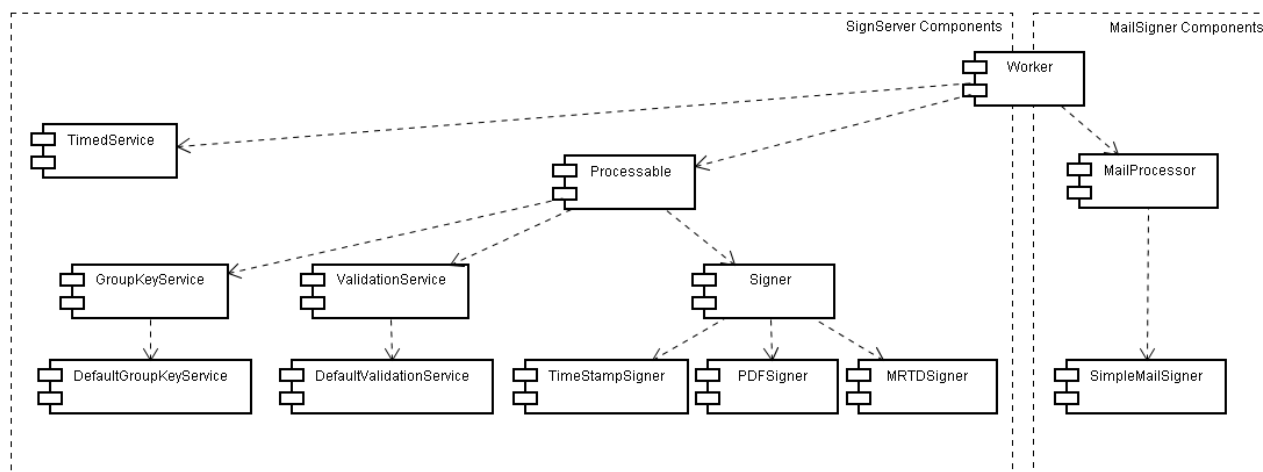 SignServer Components
MailSigner Components
Worker
TimedService
Processable
MailProcessor
GroupKeyService
ValidationService
Signer
DefaultGroupKeyService
DefaultValidationService
TimeStampSigner
PDFSigner
MRTDSigner
SimpleMailSigner